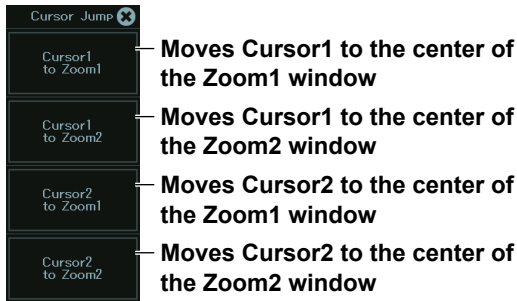 Cursor Jump
Cursor1
to Zoom1
Moves Cursor1 to the center of
the Zoom1 window
Cursor1
to Zoom2
Moves Cursor1 to the center of
the Zoom2 window
Cursor2
to Zoom1
Moves Cursor2 to the center of
the Zoom1 window
Cursor2
to Zoom2
Moves Cursor2 to the center of
the Zoom2 window